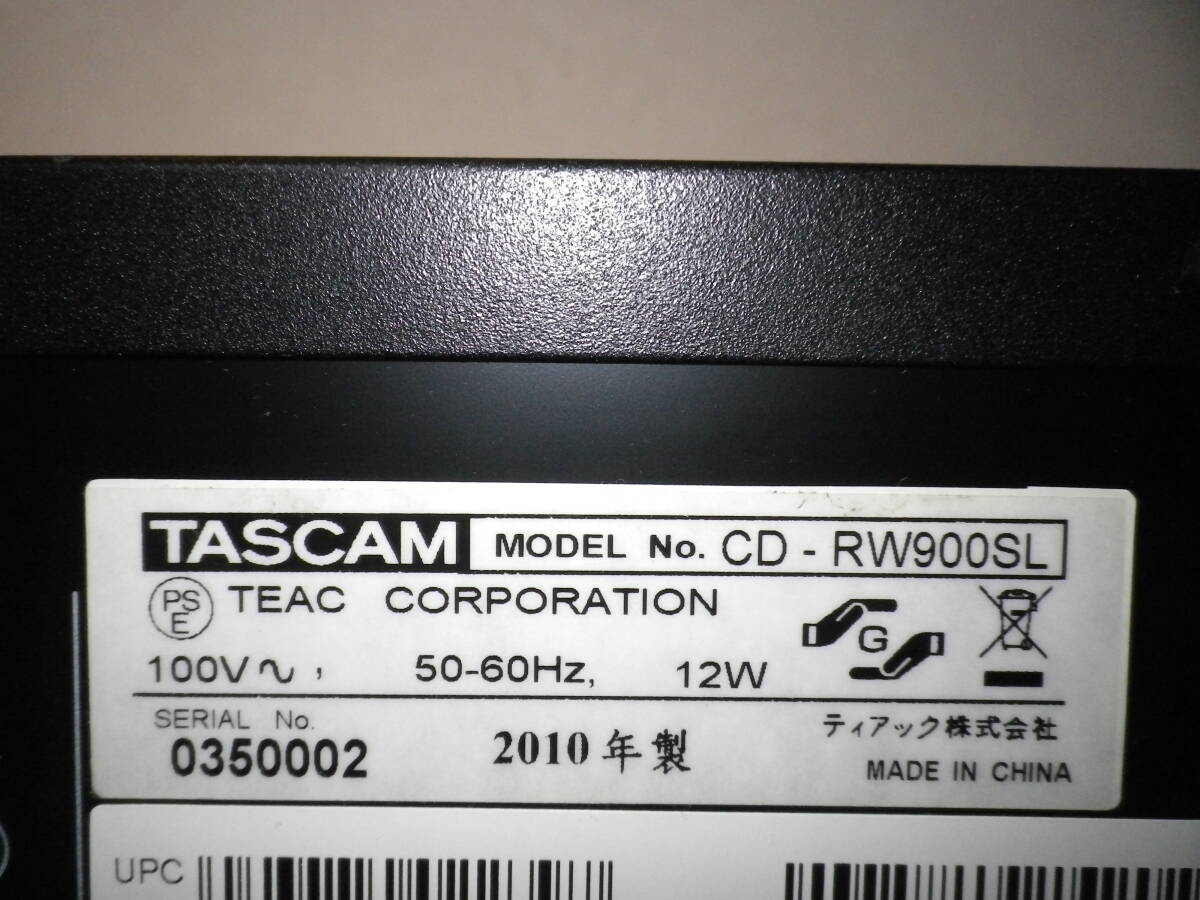 TASCAM MODEL No. CD - RW900SL
PS E TEAC CORPORATION
G
100V∿, 50-60Hz, 12W
SERIAL No.
0350002
2010年製
ティアック株式会社
MADE IN CHINA
UPC